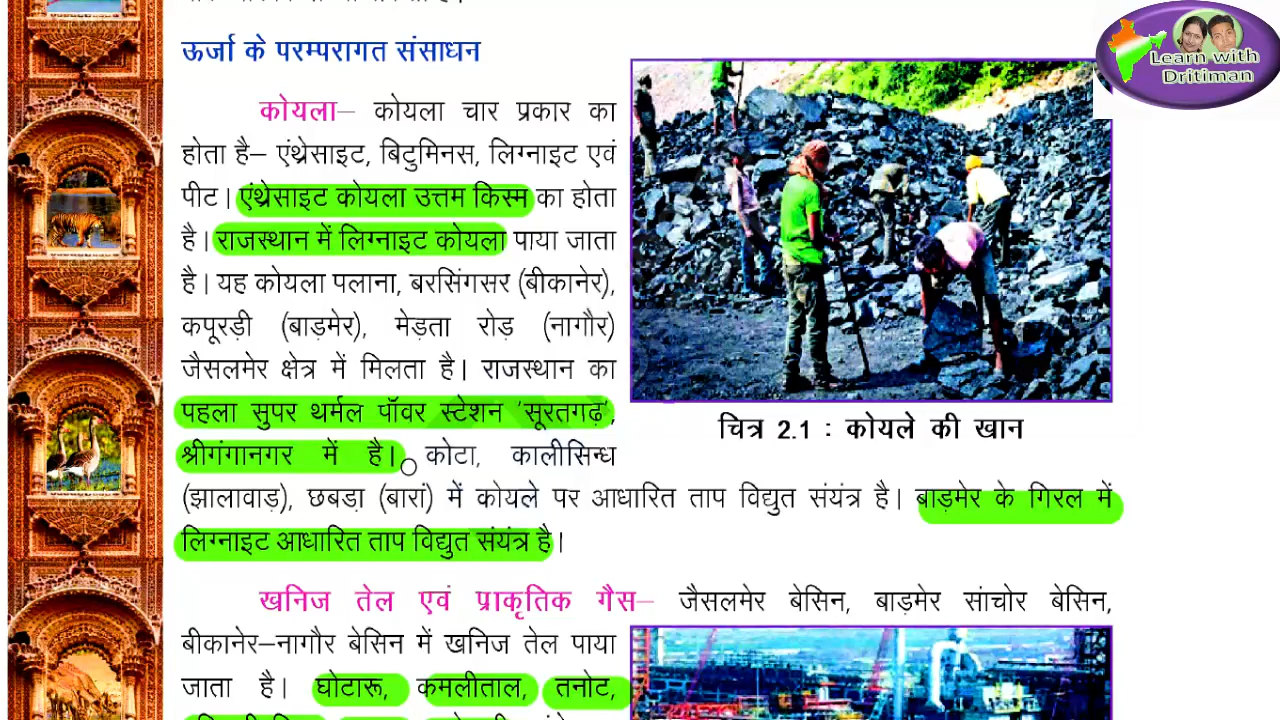 ऊर्जा के परम्परागत संसाधन
Learn with
Dritiman
कोयला– कोयला चार प्रकार का
होता है– एंथ्रेसाइट, बिटुमिनस, लिग्नाइट एवं
पीट। एंथ्रेसाइट कोयला उत्तम किस्म का होता
है। राजस्थान में लिग्नाइट कोयला पाया जाता
है। यह कोयला पलाना, बरसिंगसर (बीकानेर),
कपूरड़ी (बाड़मेर), मेड़ता रोड़ (नागौर)
जैसलमेर क्षेत्र में मिलता है। राजस्थान का
पहला सुपर थर्मल पॉवर स्टेशन 'सूरतगढ़',
श्रीगंगानगर में है। कोटा, कालीसिन्ध
(झालावाड़), छबड़ा (बारां) में कोयले पर आधारित ताप विद्युत संयंत्र है। बाड़मेर के गिरल में
लिग्नाइट आधारित ताप विद्युत संयंत्र है।
चित्र 2.1 : कोयले की खान
खनिज तेल एवं प्राकृतिक गैस– जैसलमेर बेसिन, बाड़मेर सांचोर बेसिन,
बीकानेर–नागौर बेसिन में खनिज तेल पाया
जाता है। घोटारू, कमलीताल, तनोट,